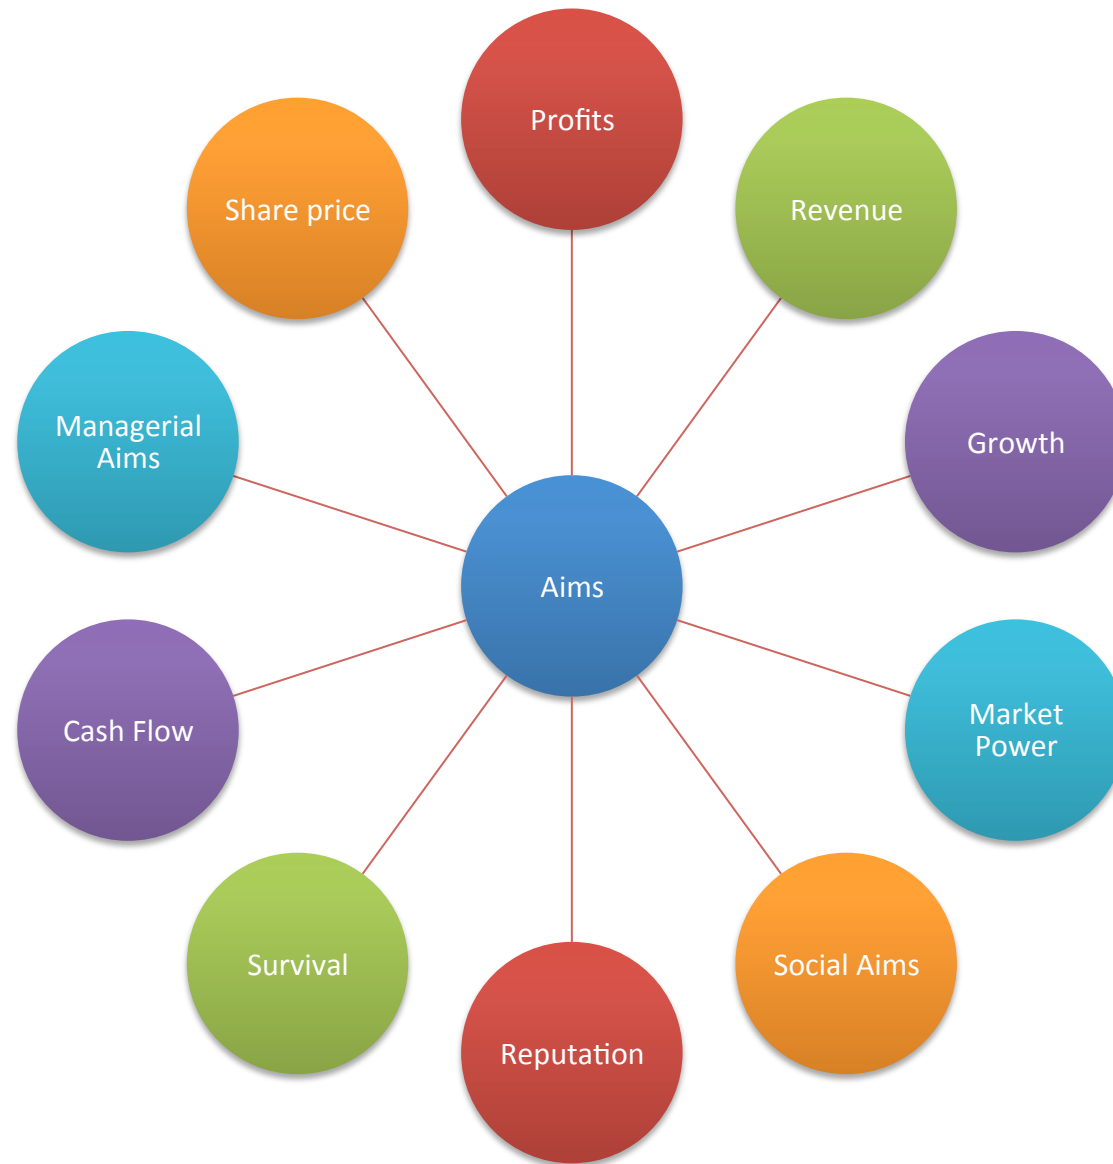 Profits
Revenue
Growth
Market
Power
Social Aims
Reputation
Survival
Cash Flow
Managerial
Aims
Share price
Aims